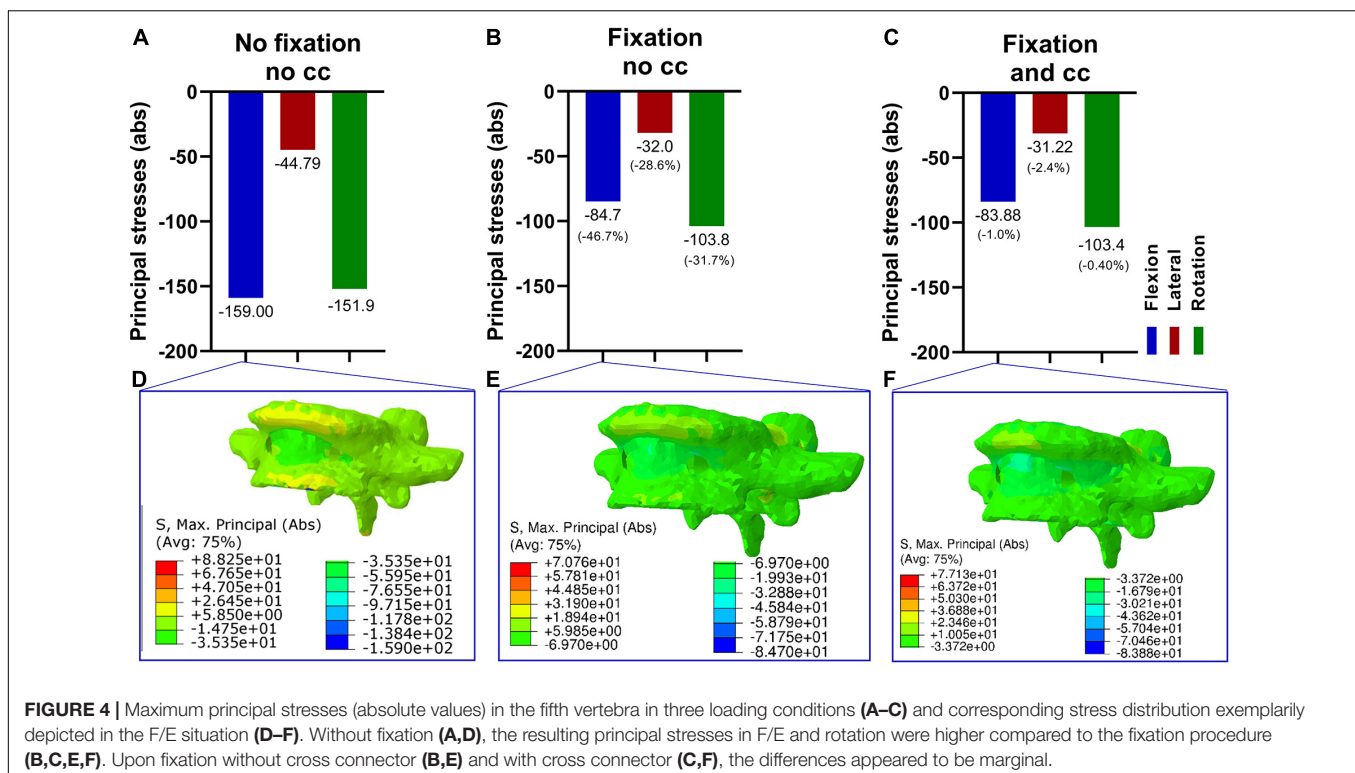 A
No fixation
no cc
Principal stresses (abs)
0
-50
-100
-150
-200
-159.00
-44.79
-151.9
B
Fixation
no cc
Principal stresses (abs)
0
-50
-100
-150
-200
-84.7
(-46.7%)
-32.0
(-28.6%)
-103.8
(-31.7%)
C
Fixation
and cc
Principal stresses (abs)
0
-50
-100
-150
-200
-83.88
(-1.0%)
-31.22
(-2.4%)
-103.4
(-0.40%)
Flexion
Lateral
Rotation
D
S, Max. Principal (Abs)
(Avg: 75%)
+8.825e+01
+6.765e+01
+4.705e+01
+2.645e+01
+5.850e+00
-1.475e+01
-3.535e+01
-3.535e+01
-5.595e+01
-7.655e+01
-9.715e+01
-1.178e+02
-1.384e+02
-1.590e+02
E
S, Max. Principal (Abs)
(Avg: 75%)
+7.076e+01
+5.781e+01
+4.485e+01
+3.190e+01
+1.894e+01
+5.985e+00
-6.970e+00
-6.970e+00
-1.993e+01
-3.288e+01
-4.584e+01
-5.879e+01
-7.175e+01
-8.470e+01
F
S, Max. Principal (Abs)
(Avg: 75%)
+7.713e+01
+6.372e+01
+5.030e+01
+3.688e+01
+2.346e+01
+1.005e+01
-3.372e+00
-3.372e+00
-1.679e+01
-3.021e+01
-4.362e+01
-5.704e+01
-7.046e+01
-8.388e+01
FIGURE 4 | Maximum principal stresses (absolute values) in the fifth vertebra in three loading conditions (A–C) and corresponding stress distribution exemplarily
depicted in the F/E situation (D–F). Without fixation (A,D), the resulting principal stresses in F/E and rotation were higher compared to the fixation procedure
(B,C,E,F). Upon fixation without cross connector (B,E) and with cross connector (C,F), the differences appeared to be marginal.